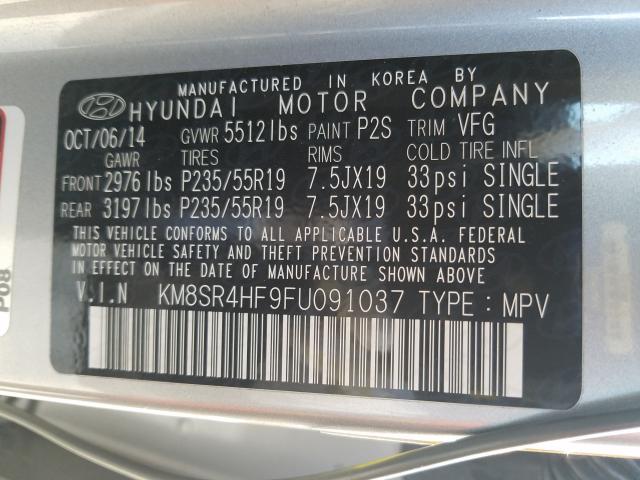 MANUFACTURED IN KOREA BY
HYUNDAI MOTOR COMPANY
OCT/06/14 GVWR 5512lbs PAINT P2S TRIM VFG
GAWR TIRES RIMS COLD TIRE INFL
FRONT 2976lbs P235/55R19 7.5JX19 33psi SINGLE
REAR 3197lbs P235/55R19 7.5JX19 33psi SINGLE
THIS VEHICLE CONFORMS TO ALL APPLICABLE U.S.A. FEDERAL
MOTOR VEHICLE SAFETY AND THEFT PREVENTION STANDARDS
IN EFFECT ON THE DATE OF MANUFACTURE SHOWN ABOVE.
V.I.N KM8SR4HF9FU091037 TYPE : MPV
P08